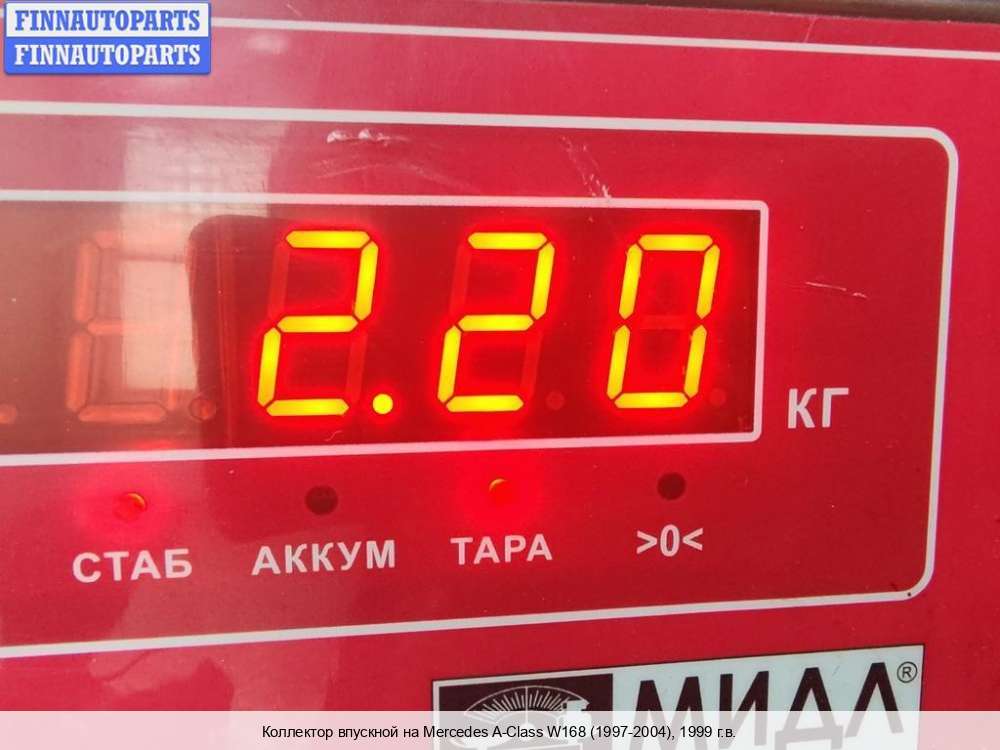 FINNAUTOPARTS
FINNAUTOPARTS
2.20
КГ
СТАБ АККУМ ТАРА >0<
МИДЛ®
Коллектор впускной на Mercedes A-Class W168 (1997-2004), 1999 г.в.